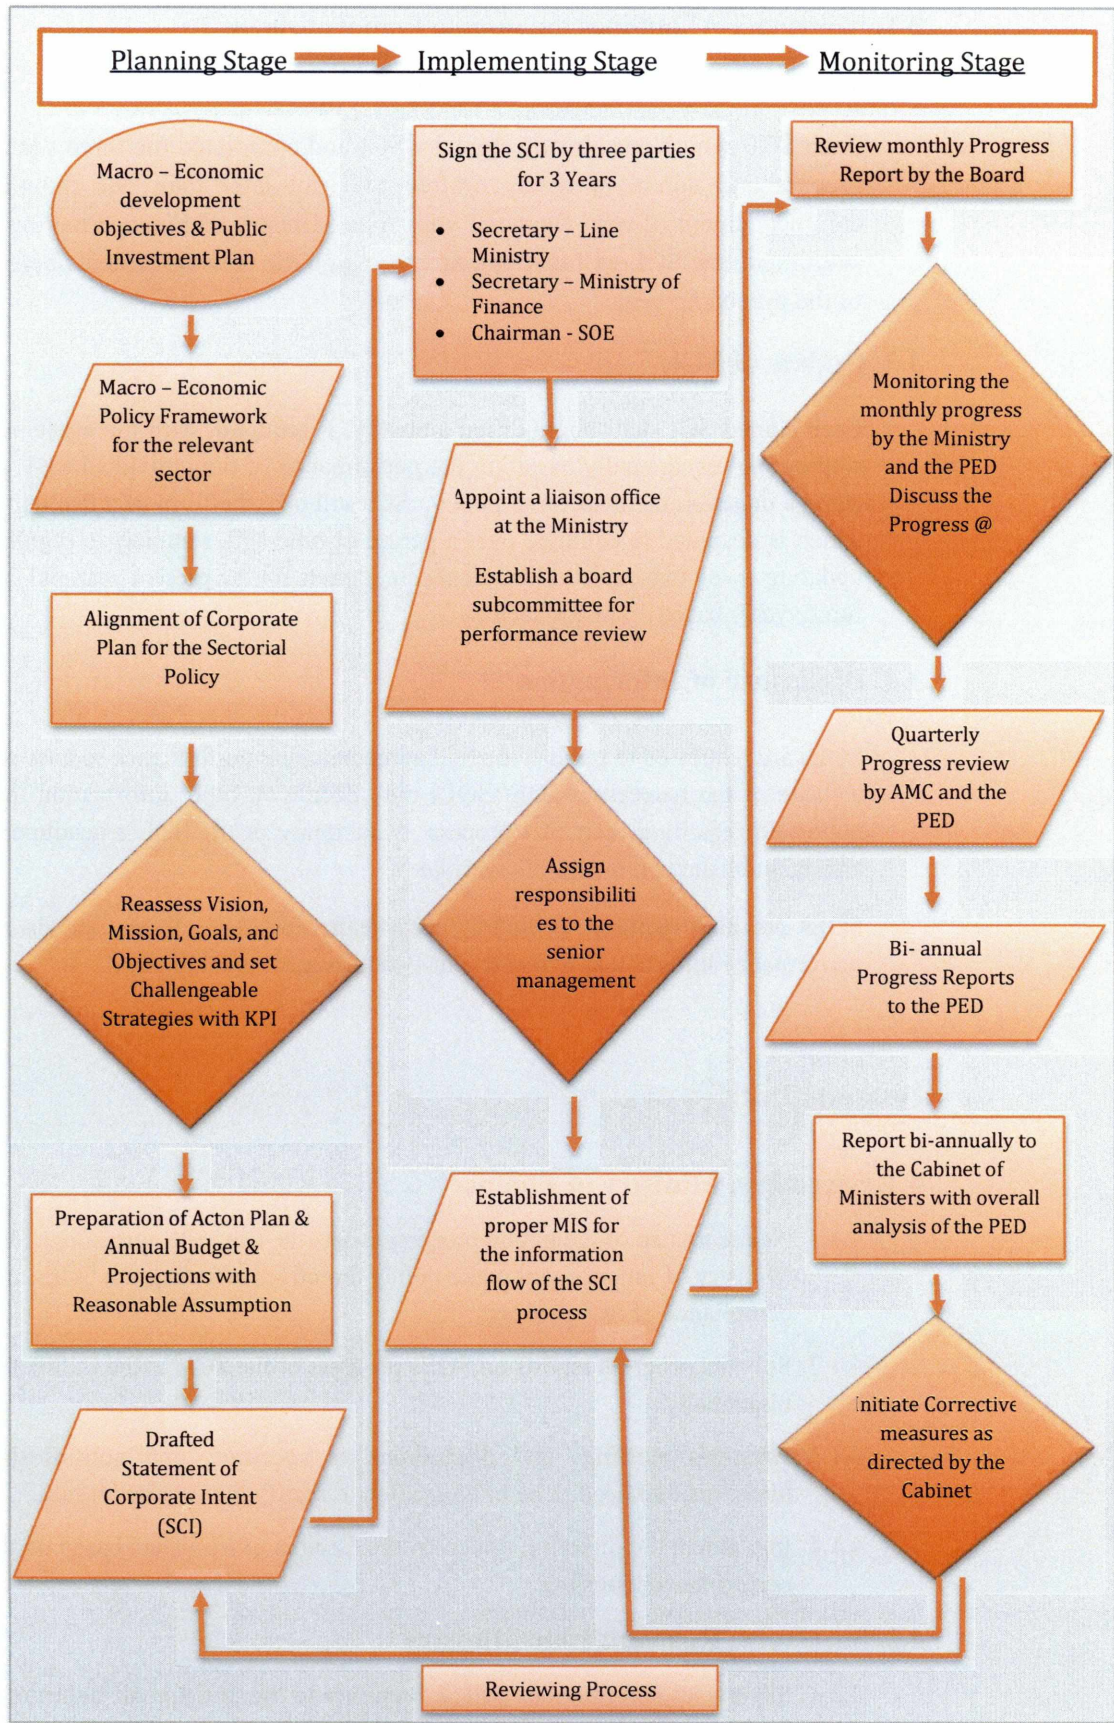 Planning Stage
Implementing Stage
Monitoring Stage
Macro – Economic
development
objectives & Public
Investment Plan
Macro – Economic
Policy Framework
for the relevant
sector
Alignment of Corporate
Plan for the Sectorial
Policy
Reassess Vision,
Mission, Goals, and
Objectives and set
Challengeable
Strategies with KPI
Preparation of Acton Plan &
Annual Budget &
Projections with
Reasonable Assumption
Drafted
Statement of
Corporate Intent
(SCI)
Sign the SCI by three parties
for 3 Years
• Secretary – Line
Ministry
• Secretary – Ministry of
Finance
• Chairman - SOE
Appoint a liaison office
at the Ministry
Establish a board
subcommittee for
performance review
Assign
responsibiliti
es to the
senior
management
Establishment of
proper MIS for
the information
flow of the SCI
process
Review monthly Progress
Report by the Board
Monitoring the
monthly progress
by the Ministry
and the PED
Discuss the
Progress @
Quarterly
Progress review
by AMC and the
PED
Bi- annual
Progress Reports
to the PED
Report bi-annually to
the Cabinet of
Ministers with overall
analysis of the PED
Initiate Corrective
measures as
directed by the
Cabinet
Reviewing Process